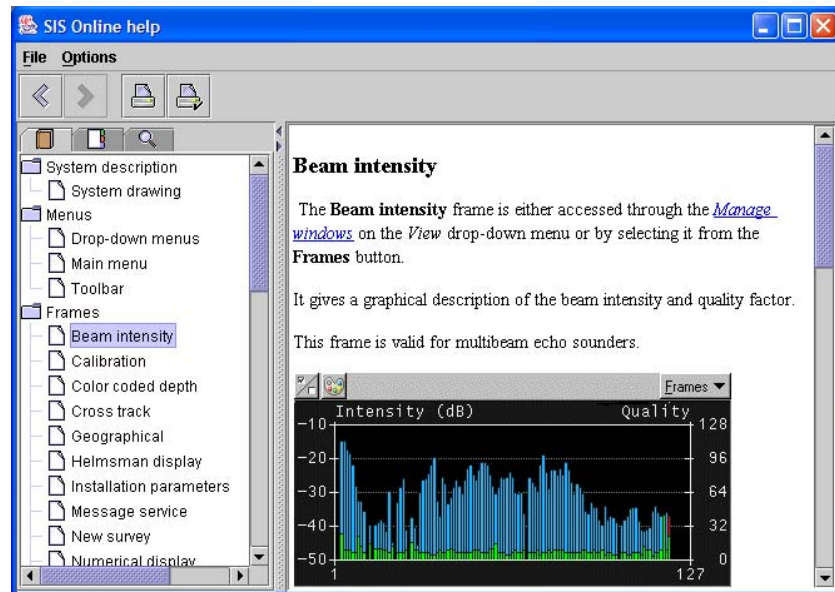 SIS Online help
File Options
System description
System drawing
Menus
Drop-down menus
Main menu
Toolbar
Frames
Beam intensity
Calibration
Color coded depth
Cross track
Geographical
Helmsman display
Installation parameters
Message service
New survey
Numerical display
Beam intensity
The Beam intensity frame is either accessed through the Manage
windows on the View drop-down menu or by selecting it from the
Frames button.
It gives a graphical description of the beam intensity and quality factor.
This frame is valid for multibeam echo sounders.
Frames
Intensity (dB) Quality
-10 128
-20 96
-30 64
-40 32
-50 0
1 127